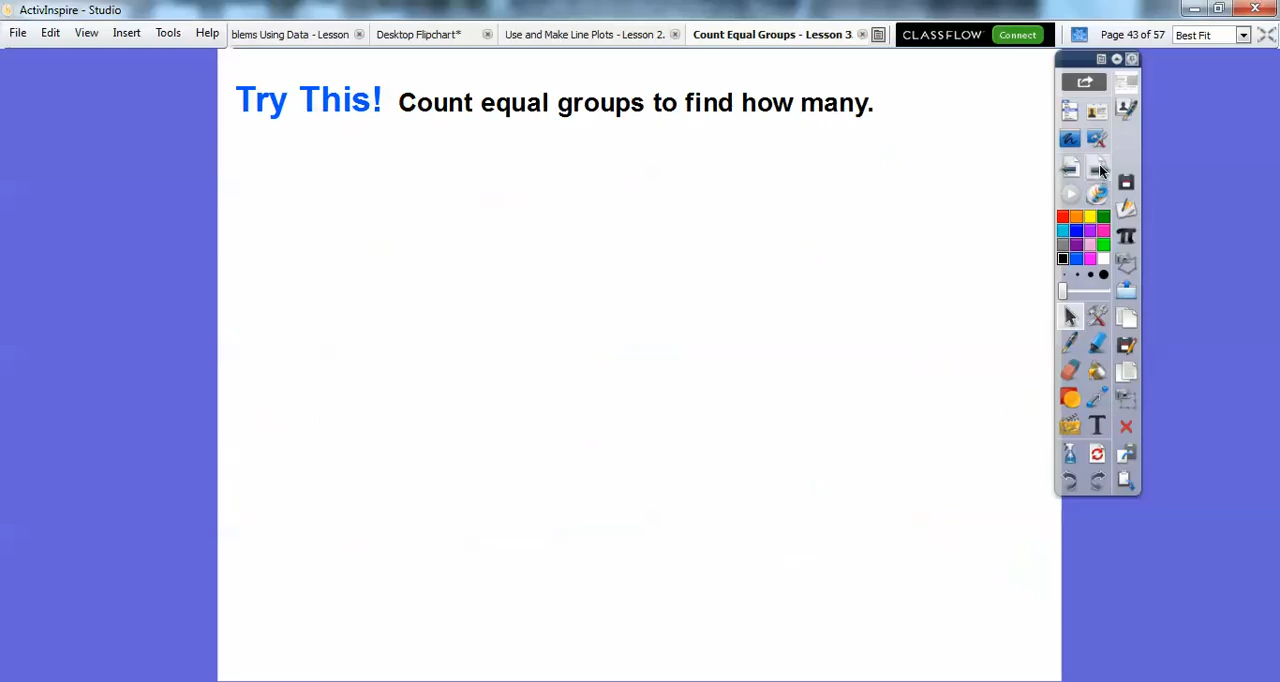 ActivInspire - Studio
File Edit View Insert Tools Help
blems Using Data - Lesson
Desktop Flipchart*
Use and Make Line Plots - Lesson 2.
Count Equal Groups - Lesson 3
CLASSFLOW Connect
Page 43 of 57
Best Fit
Try This! Count equal groups to find how many.